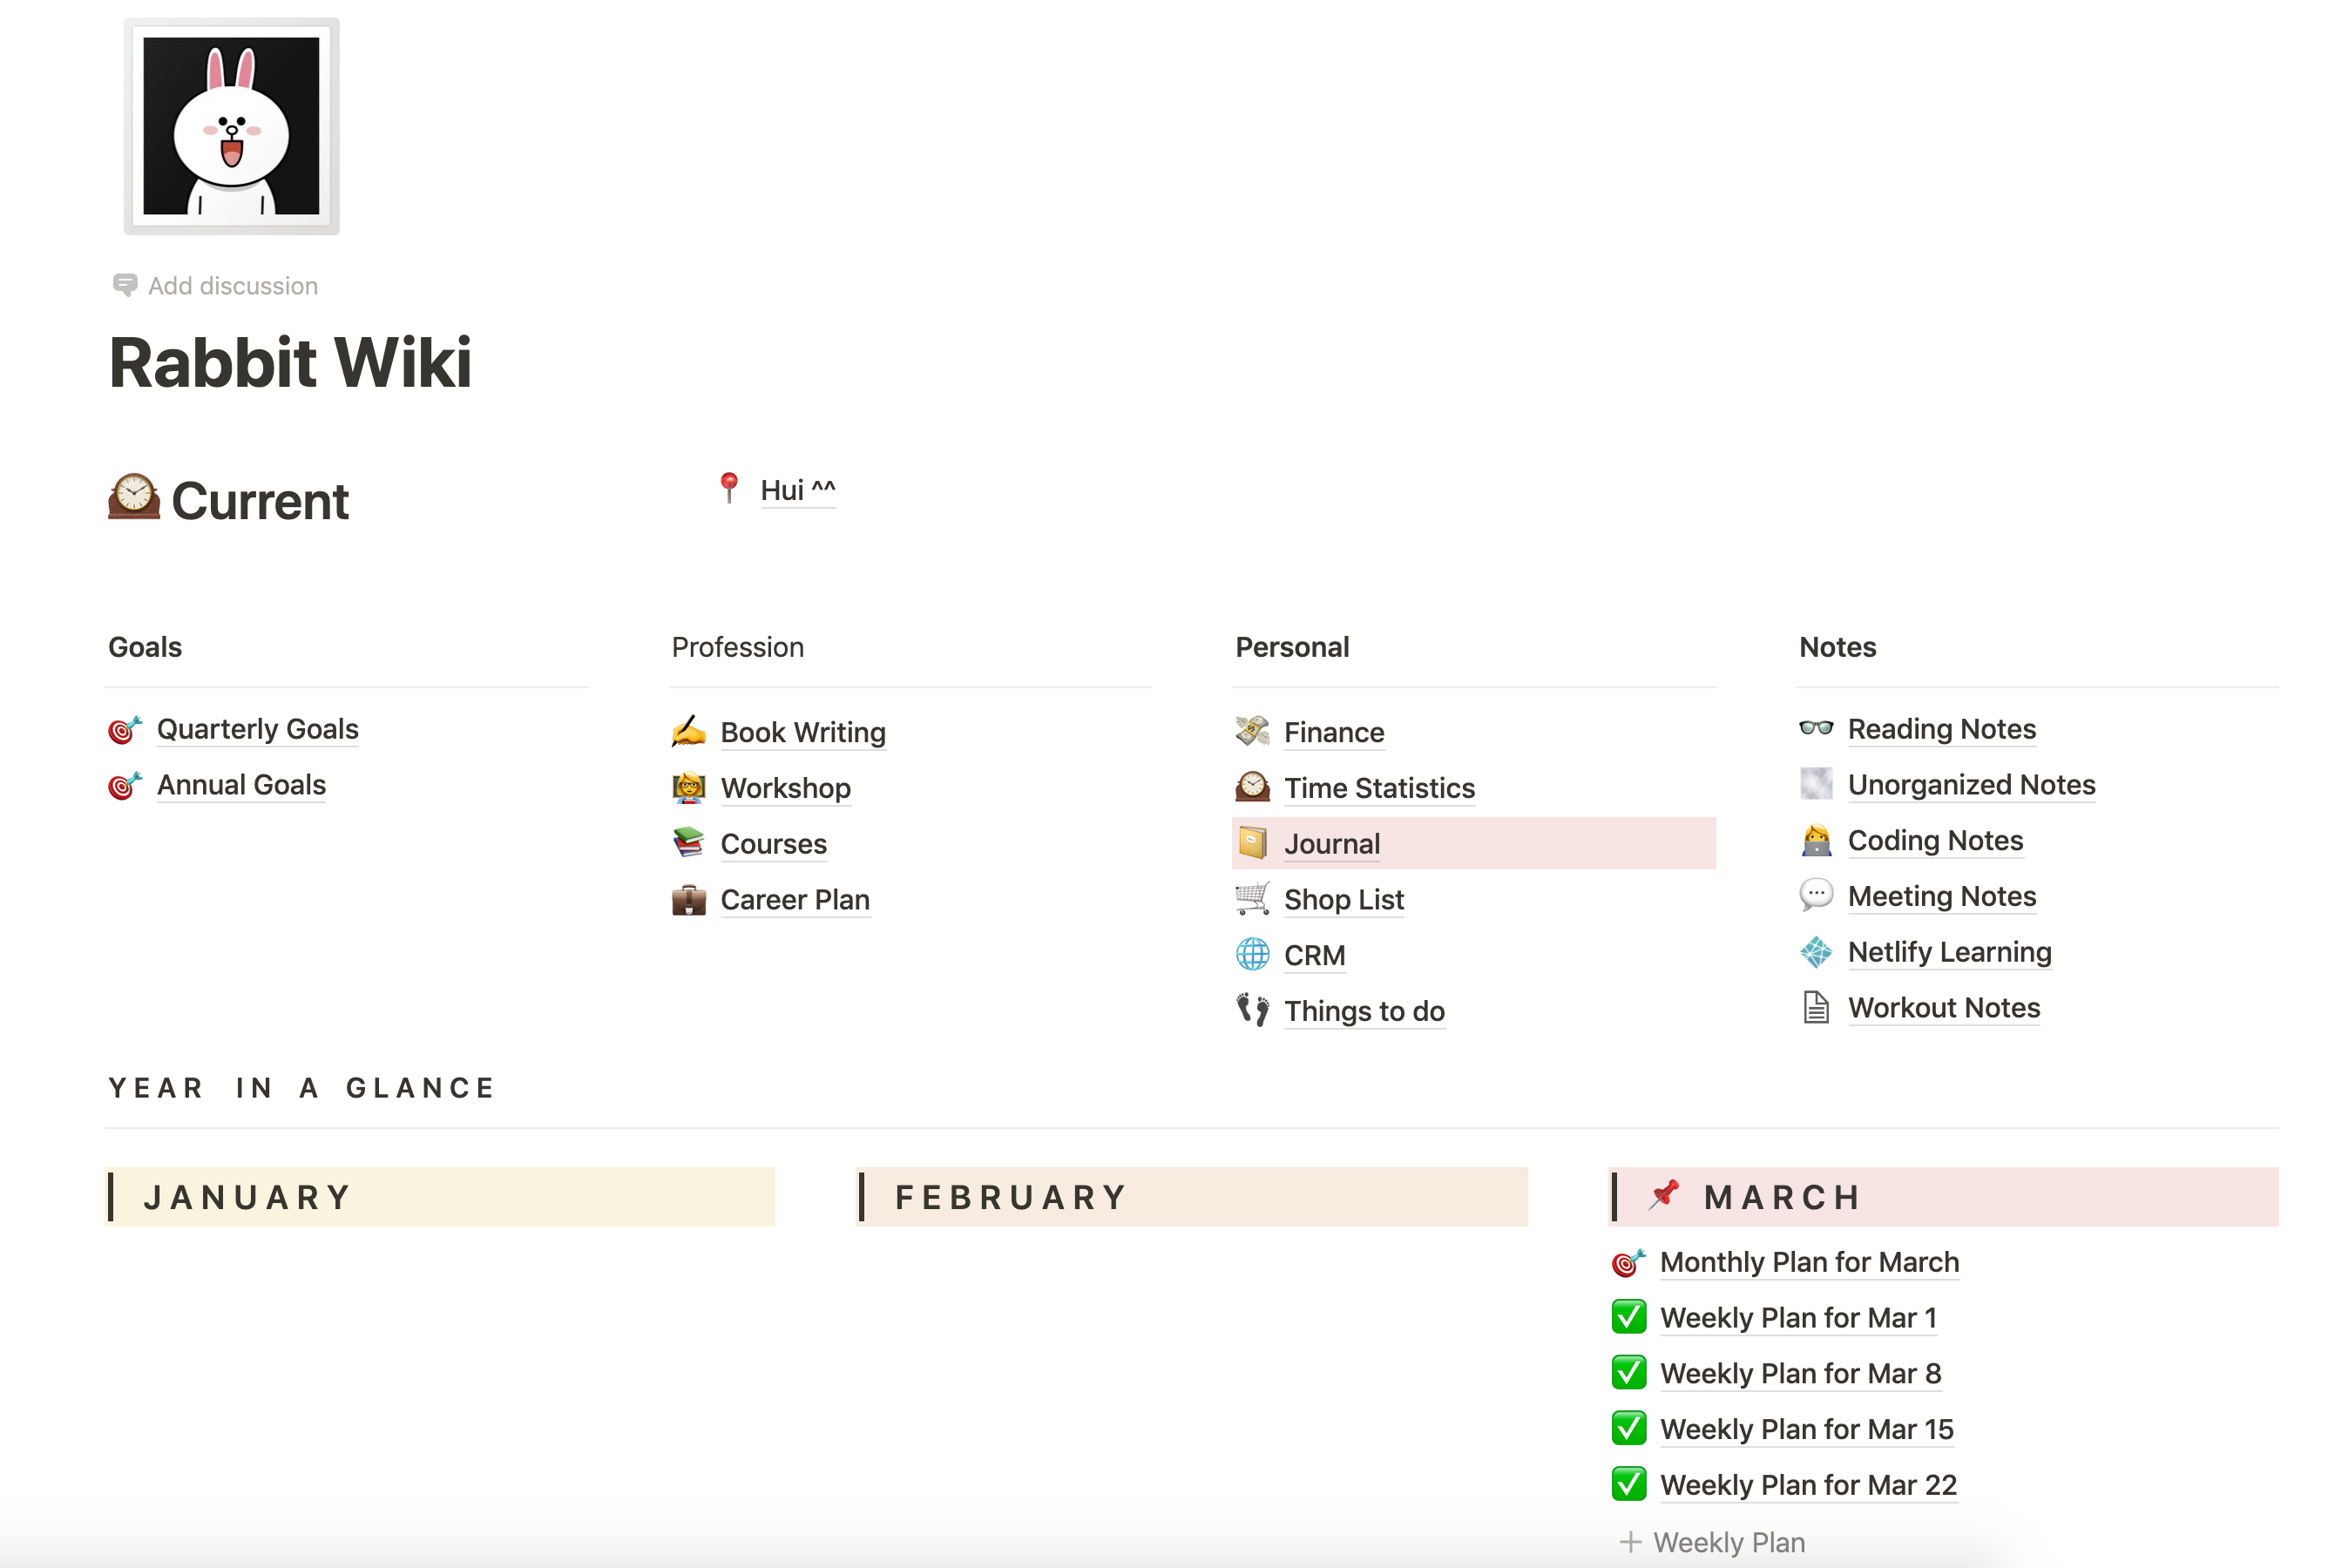 Add discussion
Rabbit Wiki
Current
Hui ^^
Goals
Quarterly Goals
Annual Goals
Profession
Book Writing
Workshop
Courses
Career Plan
Personal
Finance
Time Statistics
Journal
Shop List
CRM
Things to do
Notes
Reading Notes
Unorganized Notes
Coding Notes
Meeting Notes
Netlify Learning
Workout Notes
YEAR IN A GLANCE
JANUARY
FEBRUARY
MARCH
Monthly Plan for March
Weekly Plan for Mar 1
Weekly Plan for Mar 8
Weekly Plan for Mar 15
Weekly Plan for Mar 22
+ Weekly Plan